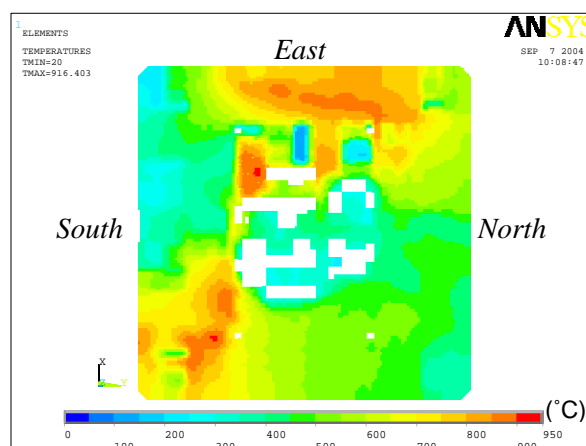 1
ELEMENTS
TEMPERATURES
TMIN=20
TMAX=916.403
ANSYS
SEP 7 2004
10:08:47
East
South
North
X
Y
(˚C)
0 200 400 600 800 950
100 300 500 700 900